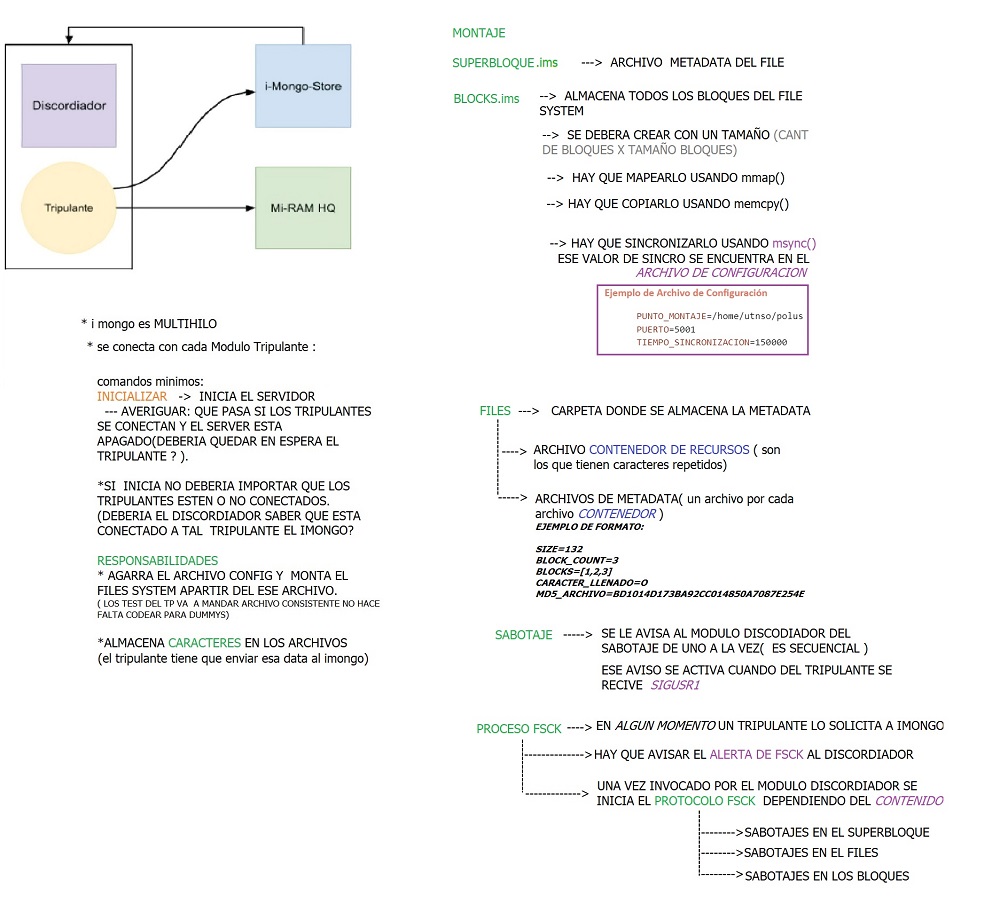 Discordiador
i-Mongo-Store
Tripulante
Mi-RAM HQ
* i mongo es MULTIHILO
* se conecta con cada Modulo Tripulante :
comandos minimos:
INICIALIZAR -> INICIA EL SERVIDOR
--- AVERIGUAR: QUE PASA SI LOS TRIPULANTES
SE CONECTAN Y EL SERVER ESTA
APAGADO(DEBERIA QUEDAR EN ESPERA EL
TRIPULANTE ? ).
*SI INICIA NO DEBERIA IMPORTAR QUE LOS
TRIPULANTES ESTEN O NO CONECTADOS.
(DEBERIA EL DISCORDIADOR SABER QUE ESTA
CONECTADO A TAL TRIPULANTE EL IMONGO?
RESPONSABILIDADES
* AGARRA EL ARCHIVO CONFIG Y MONTA EL
FILES SYSTEM APARTIR DEL ESE ARCHIVO.
( LOS TEST DEL TP VA A MANDAR ARCHIVO CONSISTENTE NO HACE
FALTA CODEAR PARA DUMMYS)
*ALMACENA CARACTERES EN LOS ARCHIVOS
(el tripulante tiene que enviar esa data al imongo)
MONTAJE
SUPERBLOQUE.ims ---> ARCHIVO METADATA DEL FILE
BLOCKS.ims --> ALMACENA TODOS LOS BLOQUES DEL FILE
SYSTEM
--> SE DEBERA CREAR CON UN TAMAÑO (CANT
DE BLOQUES X TAMAÑO BLOQUES)
--> HAY QUE MAPEARLO USANDO mmap()
--> HAY QUE COPIARLO USANDO memcpy()
--> HAY QUE SINCRONIZARLO USANDO msync()
ESE VALOR DE SINCRO SE ENCUENTRA EN EL
ARCHIVO DE CONFIGURACION
Ejemplo de Archivo de Configuración
PUNTO_MONTAJE=/home/utnso/polus
PUERTO=5001
TIEMPO_SINCRONIZACION=150000
FILES ---> CARPETA DONDE SE ALMACENA LA METADATA
----> ARCHIVO CONTENEDOR DE RECURSOS ( son
los que tienen caracteres repetidos)
-----> ARCHIVOS DE METADATA( un archivo por cada
archivo CONTENEDOR )
EJEMPLO DE FORMATO:
SIZE=132
BLOCK_COUNT=3
BLOCKS=[1,2,3]
CARACTER_LLENADO=O
MD5_ARCHIVO=BD1014D173BA92CC014850A7087E254E
SABOTAJE -----> SE LE AVISA AL MODULO DISCODIADOR DEL
SABOTAJE DE UNO A LA VEZ( ES SECUENCIAL )
ESE AVISO SE ACTIVA CUANDO DEL TRIPULANTE SE
RECIVE SIGUSR1
PROCESO FSCK ----> EN ALGUN MOMENTO UN TRIPULANTE LO SOLICITA A IMONGO
------------->HAY QUE AVISAR EL ALERTA DE FSCK AL DISCORDIADOR
------------> UNA VEZ INVOCADO POR EL MODULO DISCORDIADOR SE
INICIA EL PROTOCOLO FSCK DEPENDIENDO DEL CONTENIDO
-------->SABOTAJES EN EL SUPERBLOQUE
-------->SABOTAJES EN EL FILES
-------->SABOTAJES EN LOS BLOQUES